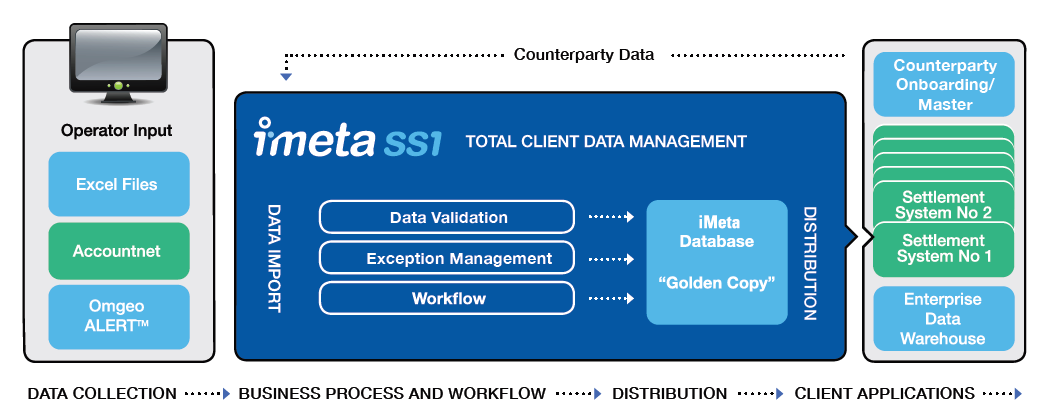 Counterparty Data
Operator Input
Excel Files
Accountnet
Omgeo
ALERT™
imeta ssı
TOTAL CLIENT DATA MANAGEMENT
DATA IMPORT
Data Validation
Exception Management
Workflow
iMeta
Database
“Golden Copy”
DISTRIBUTION
Counterparty
Onboarding/
Master
Settlement
System No 2
Settlement
System No 1
Enterprise
Data
Warehouse
DATA COLLECTION BUSINESS PROCESS AND WORKFLOW DISTRIBUTION CLIENT APPLICATIONS